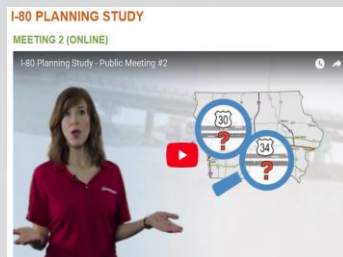 I-80 PLANNING STUDY
MEETING 2 (ONLINE)
I-80 Planning Study - Public Meeting #2
30
?
34
?